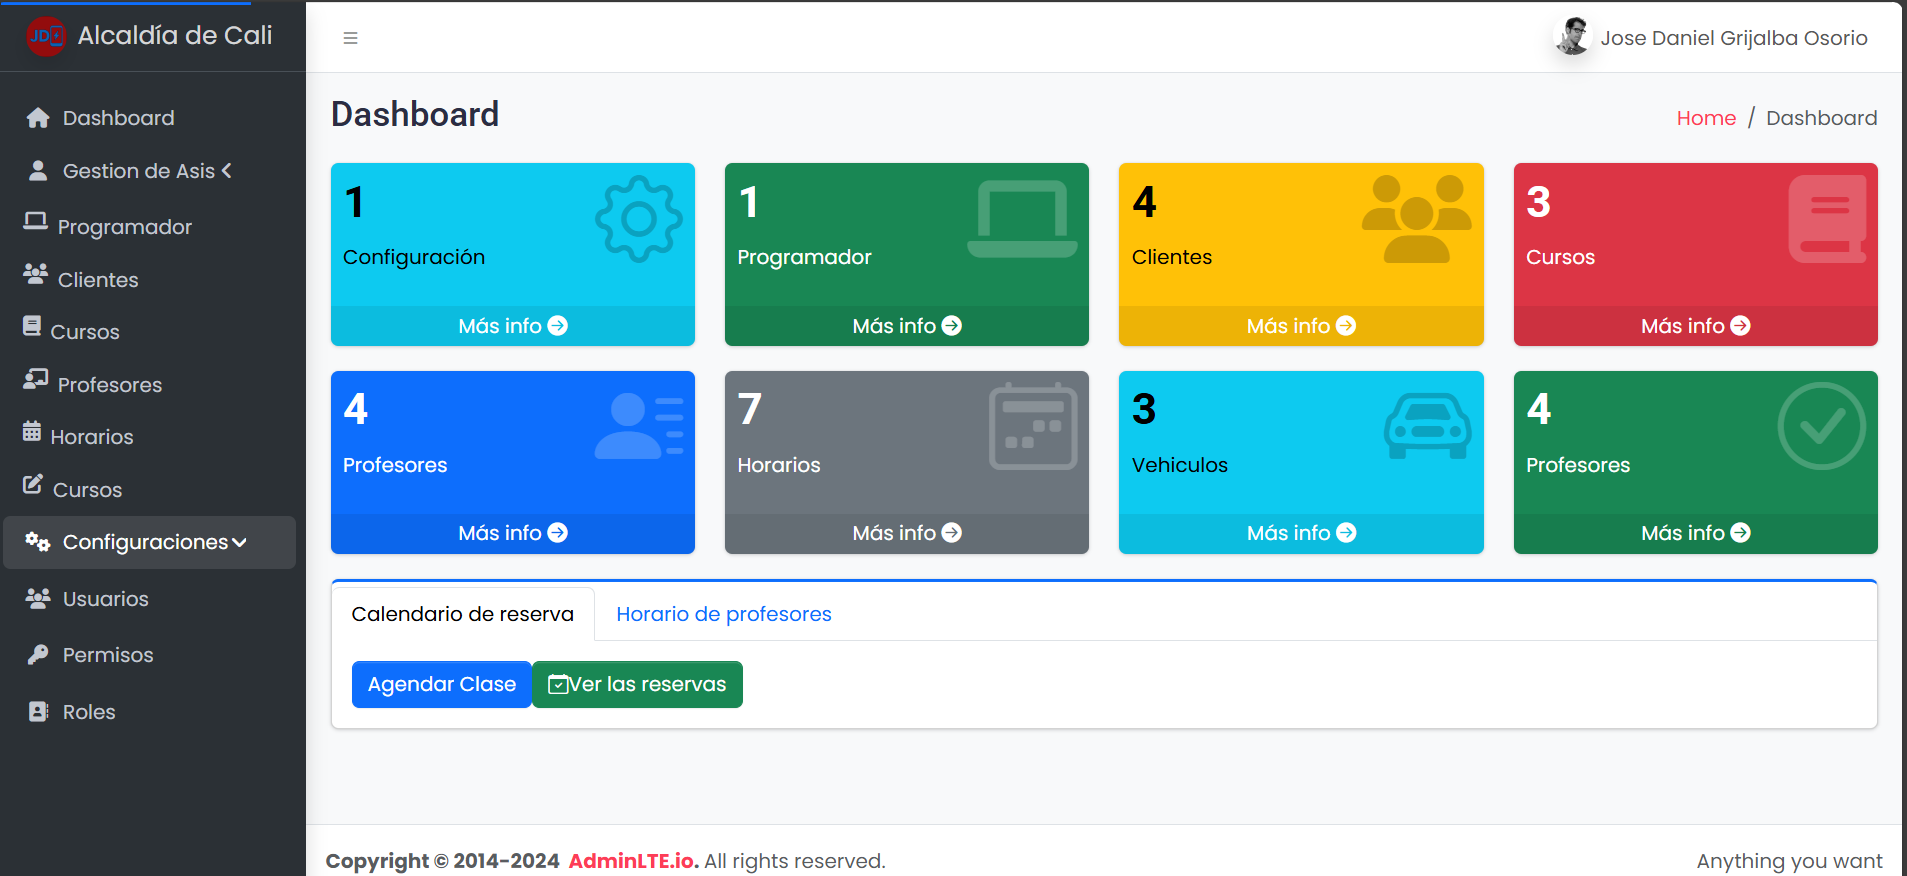 JD
Alcaldía de Cali
Jose Daniel Grijalba Osorio
Dashboard
Gestion de Asis
Programador
Clientes
Cursos
Profesores
Horarios
Cursos
Configuraciones
Usuarios
Permisos
Roles
Dashboard
Home / Dashboard
1
Configuración
Más info
1
Programador
Más info
4
Clientes
Más info
3
Cursos
Más info
4
Profesores
Más info
7
Horarios
Más info
3
Vehiculos
Más info
4
Profesores
Más info
Calendario de reserva
Horario de profesores
Agendar Clase
Ver las reservas
Copyright © 2014-2024 AdminLTE.io. All rights reserved.
Anything you want